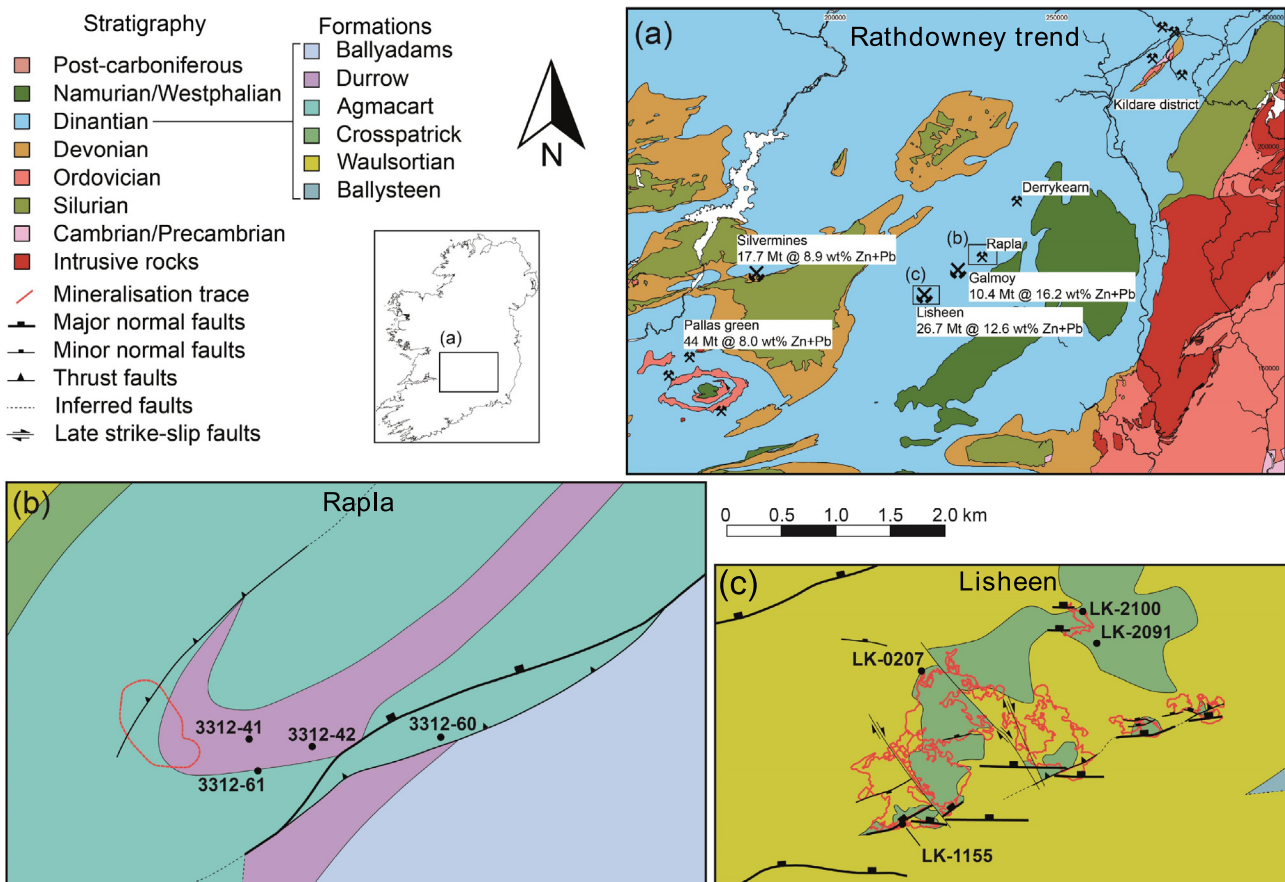 Stratigraphy
Post-carboniferous
Namurian/Westphalian
Dinantian
Devonian
Ordovician
Silurian
Cambrian/Precambrian
Intrusive rocks
Mineralisation trace
Major normal faults
Minor normal faults
Thrust faults
Inferred faults
Late strike-slip faults
Formations
Ballyadams
Durrow
Agmacart
Crosspatrick
Waulsortian
Ballysteen
N
(a)
(a)
Rathdowney trend
200000
250000
300000
Kildare district
200000
Derrykearn
Silvermines
17.7 Mt @ 8.9 wt% Zn+Pb
(b)
Rapla
Galmoy
10.4 Mt @ 16.2 wt% Zn+Pb
(c)
Lisheen
26.7 Mt @ 12.6 wt% Zn+Pb
Pallas green
44 Mt @ 8.0 wt% Zn+Pb
150000
(b)
Rapla
3312-41
3312-42
3312-60
3312-61
0 0.5 1.0 1.5 2.0 km
(c)
Lisheen
LK-2100
LK-2091
LK-0207
LK-1155